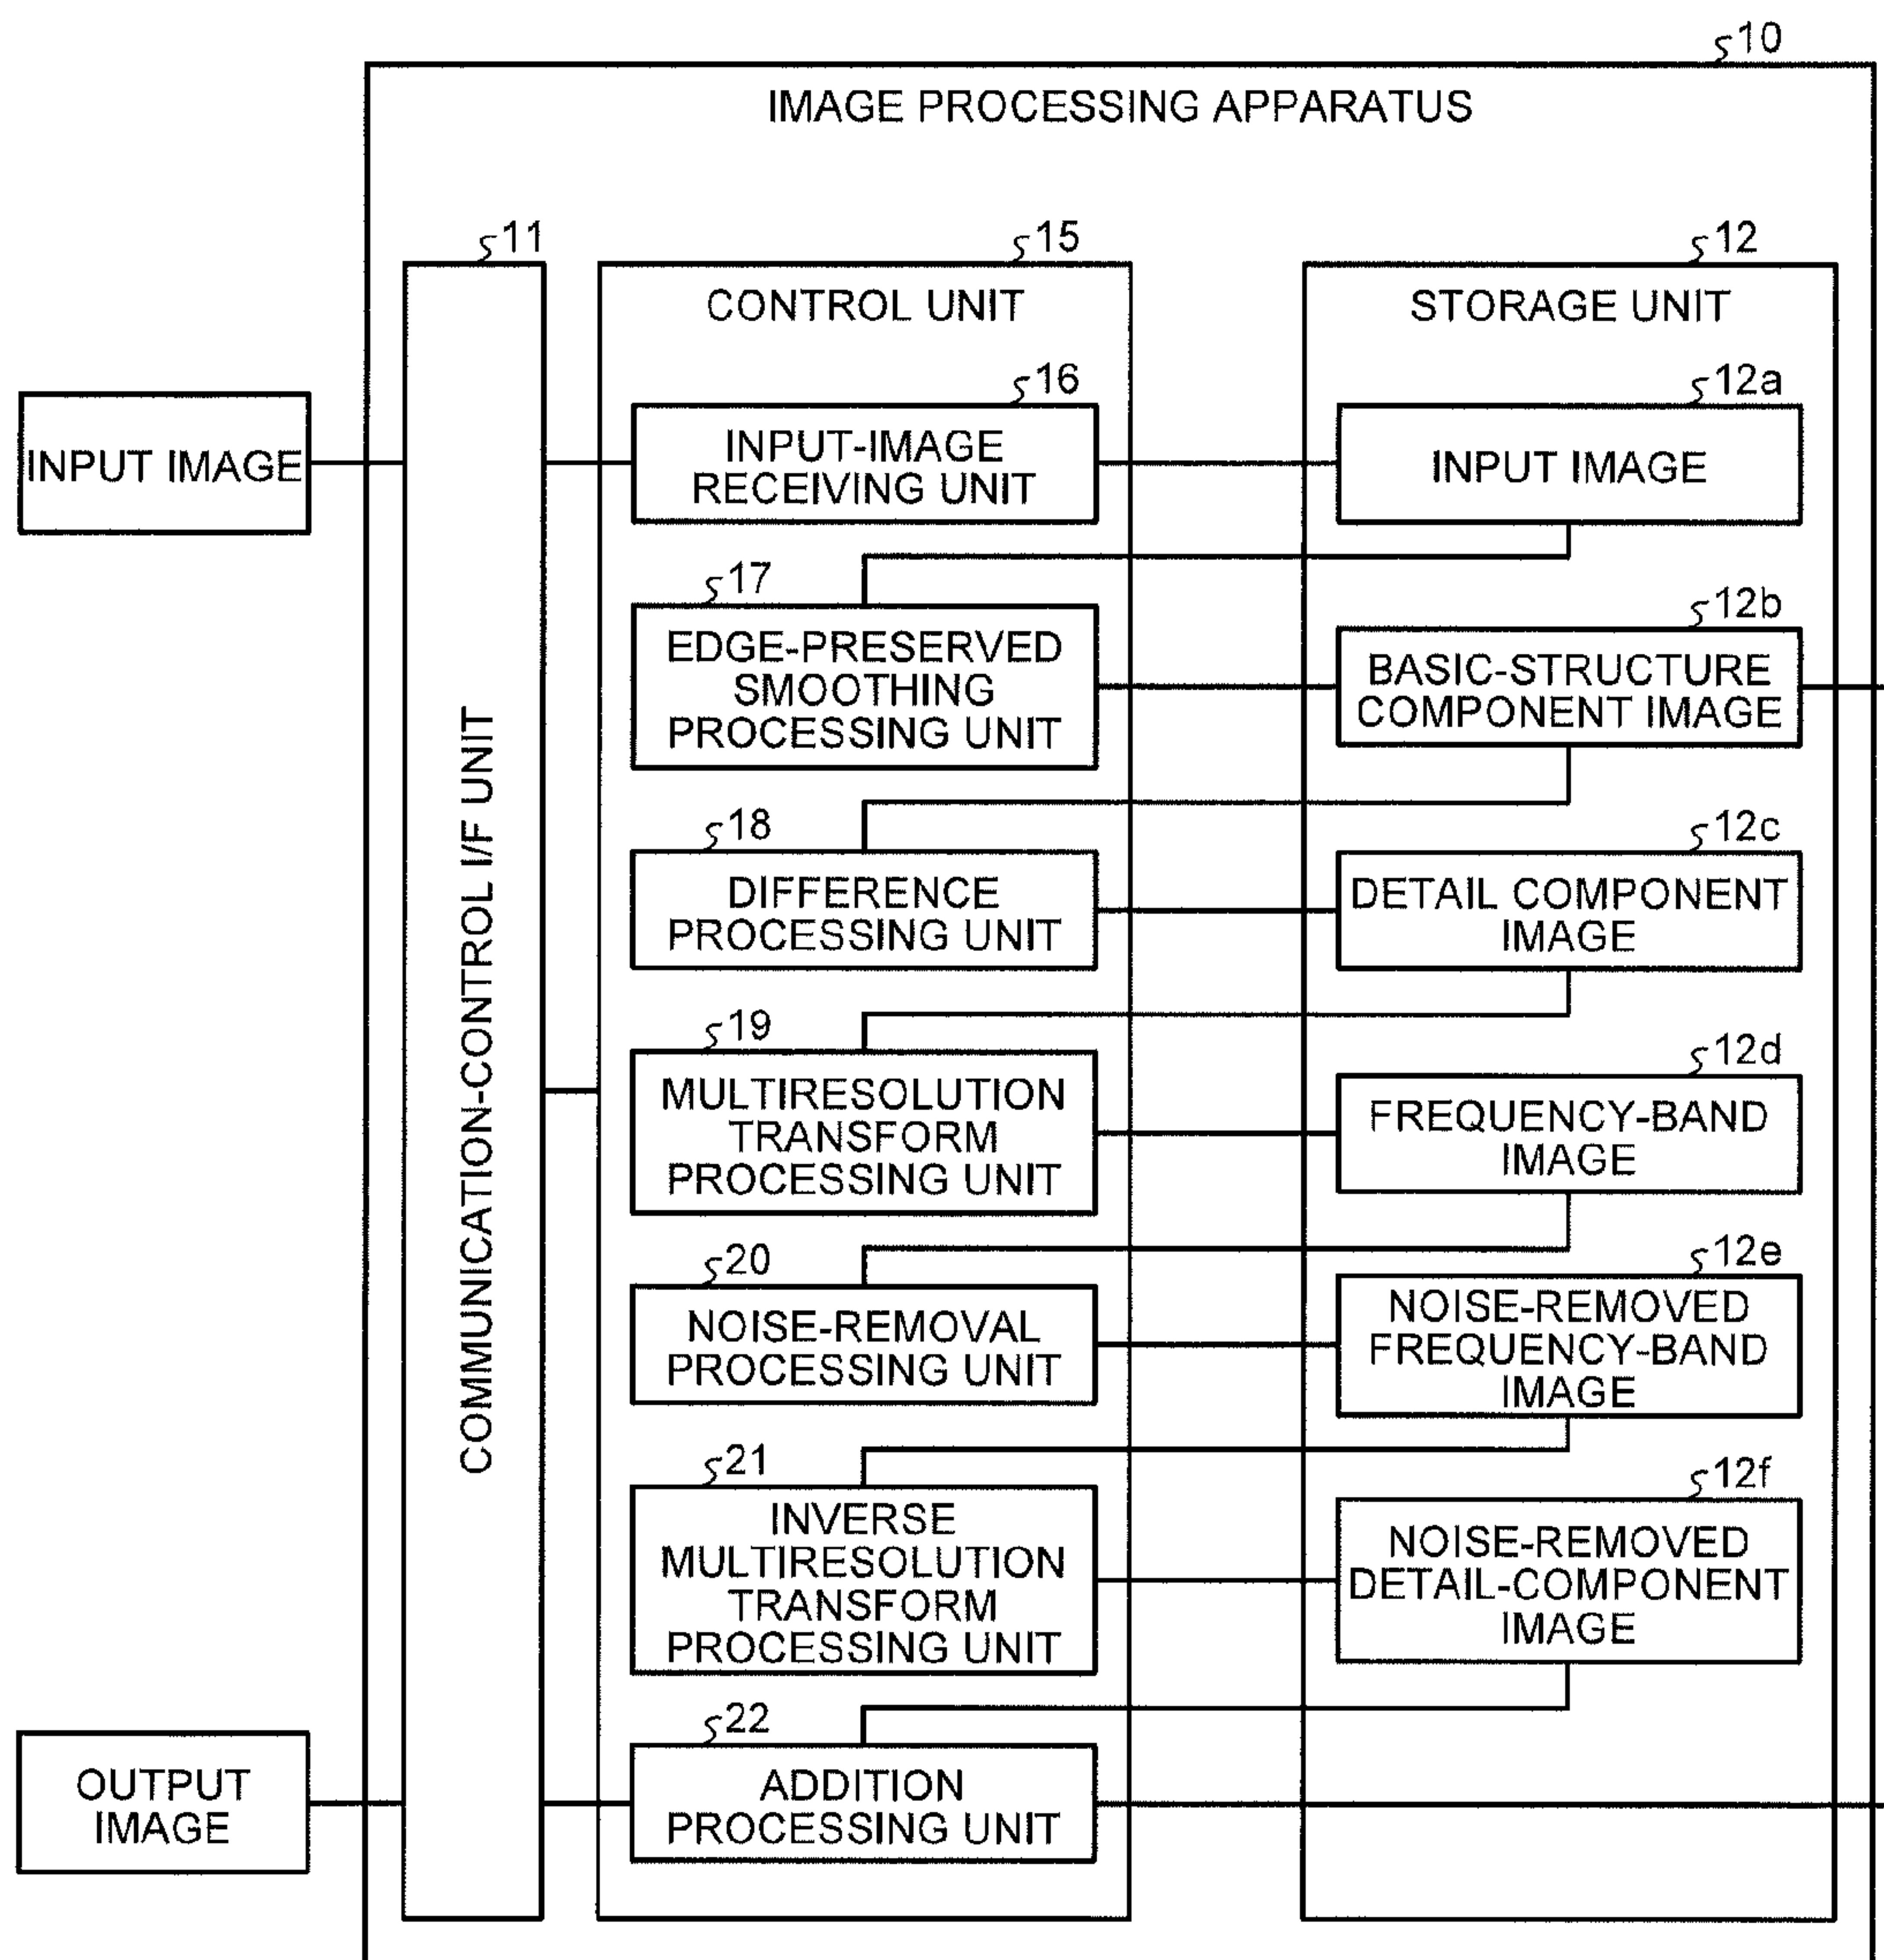 10
IMAGE PROCESSING APPARATUS
11
15
12
CONTROL UNIT
STORAGE UNIT
COMMUNICATION-CONTROL I/F UNIT
INPUT IMAGE
16
INPUT-IMAGE
RECEIVING UNIT
12a
INPUT IMAGE
17
EDGE-PRESERVED
SMOOTHING
PROCESSING UNIT
12b
BASIC-STRUCTURE
COMPONENT IMAGE
18
DIFFERENCE
PROCESSING UNIT
12c
DETAIL COMPONENT
IMAGE
19
MULTIRESOLUTION
TRANSFORM
PROCESSING UNIT
12d
FREQUENCY-BAND
IMAGE
20
NOISE-REMOVAL
PROCESSING UNIT
12e
NOISE-REMOVED
FREQUENCY-BAND
IMAGE
21
INVERSE
MULTIRESOLUTION
TRANSFORM
PROCESSING UNIT
12f
NOISE-REMOVED
DETAIL-COMPONENT
IMAGE
22
ADDITION
PROCESSING UNIT
OUTPUT
IMAGE